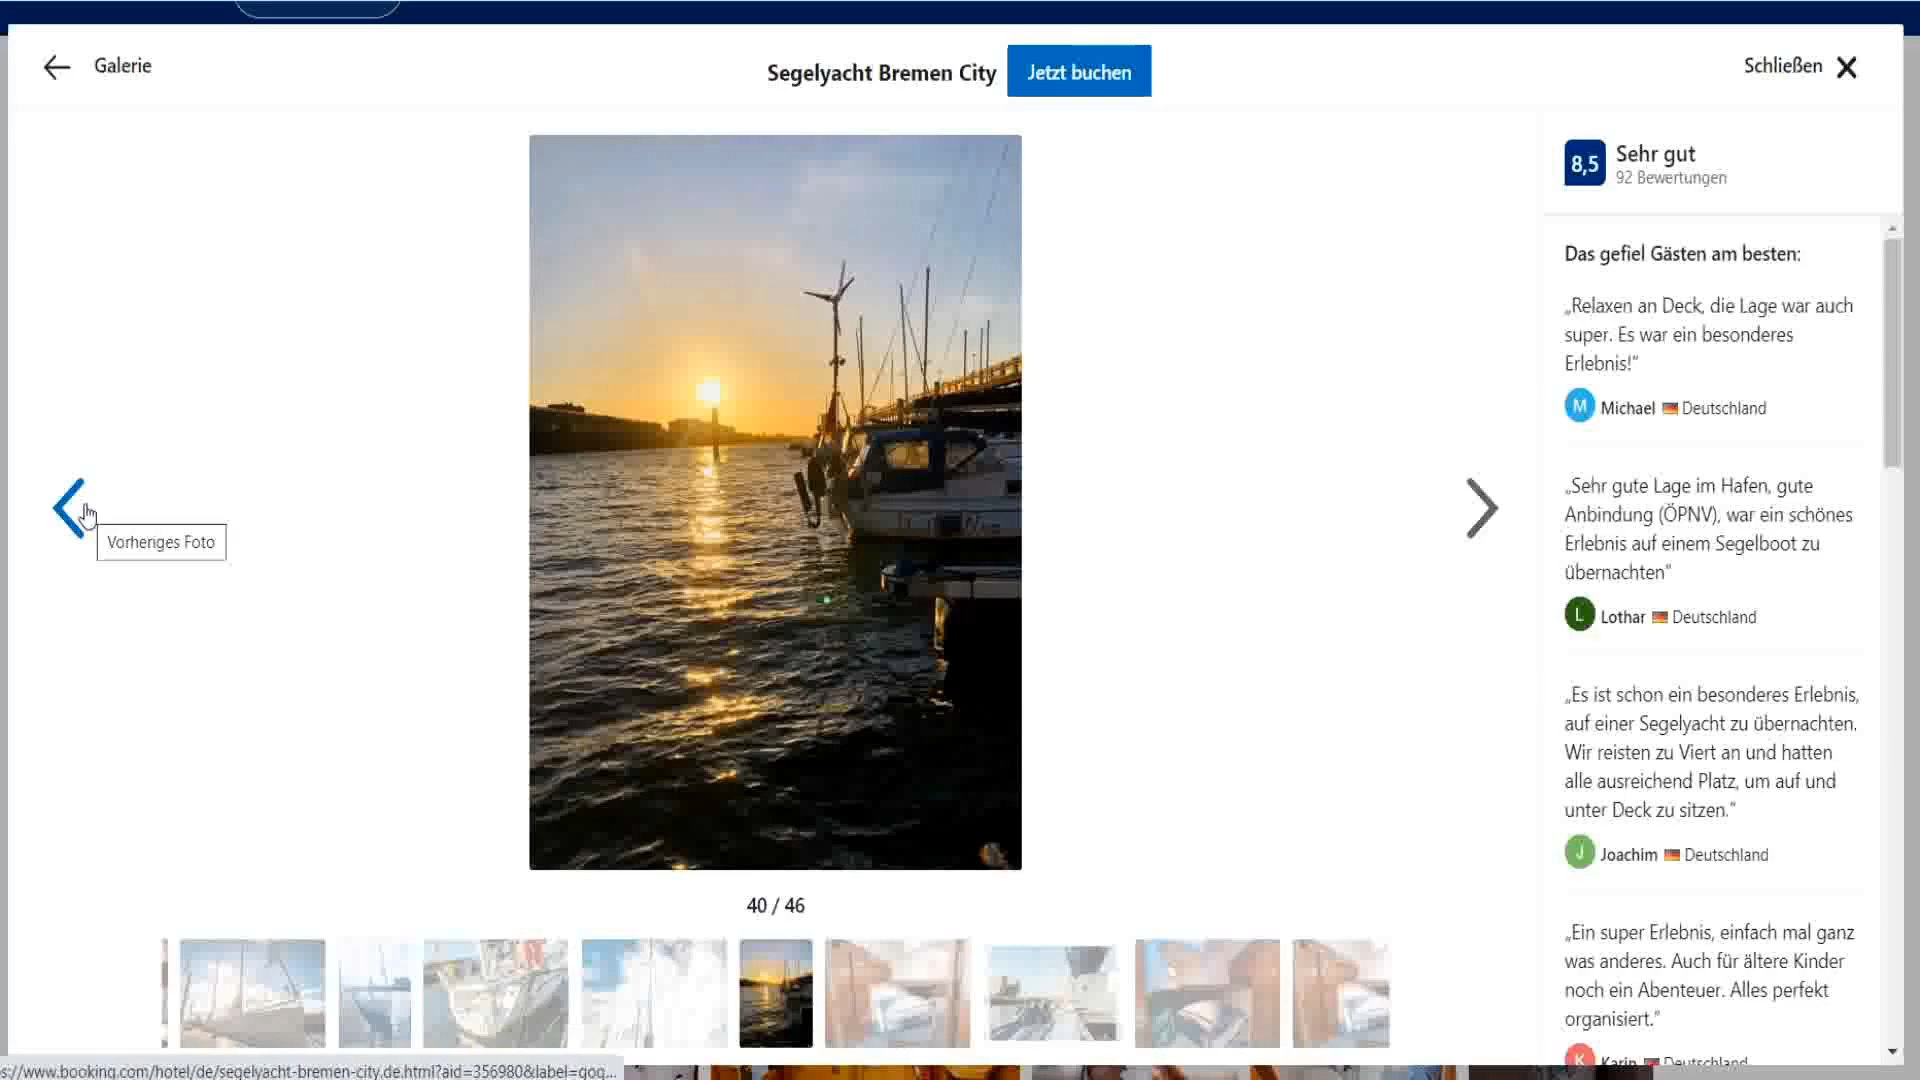 Galerie
Segelyacht Bremen City
Jetzt buchen
Schließen
8,5
Sehr gut
92 Bewertungen
Das gefiel Gästen am besten:
„Relaxen an Deck, die Lage war auch
super. Es war ein besonderes
Erlebnis!“
M
Michael
Deutschland
„Sehr gute Lage im Hafen, gute
Anbindung (ÖPNV), war ein schönes
Erlebnis auf einem Segelboot zu
übernachten“
L
Lothar
Deutschland
„Es ist schon ein besonderes Erlebnis,
auf einer Segelyacht zu übernachten.
Wir reisten zu Viert an und hatten
alle ausreichend Platz, um auf und
unter Deck zu sitzen.“
J
Joachim
Deutschland
„Ein super Erlebnis, einfach mal ganz
was anderes. Auch für ältere Kinder
noch ein Abenteuer. Alles perfekt
organisiert.“
K
Karin
Deutschland
Vorheriges Foto
40 / 46
s://www.booking.com/hotel/de/segelyacht-bremen-city.de.html?aid=356980&label=gog...